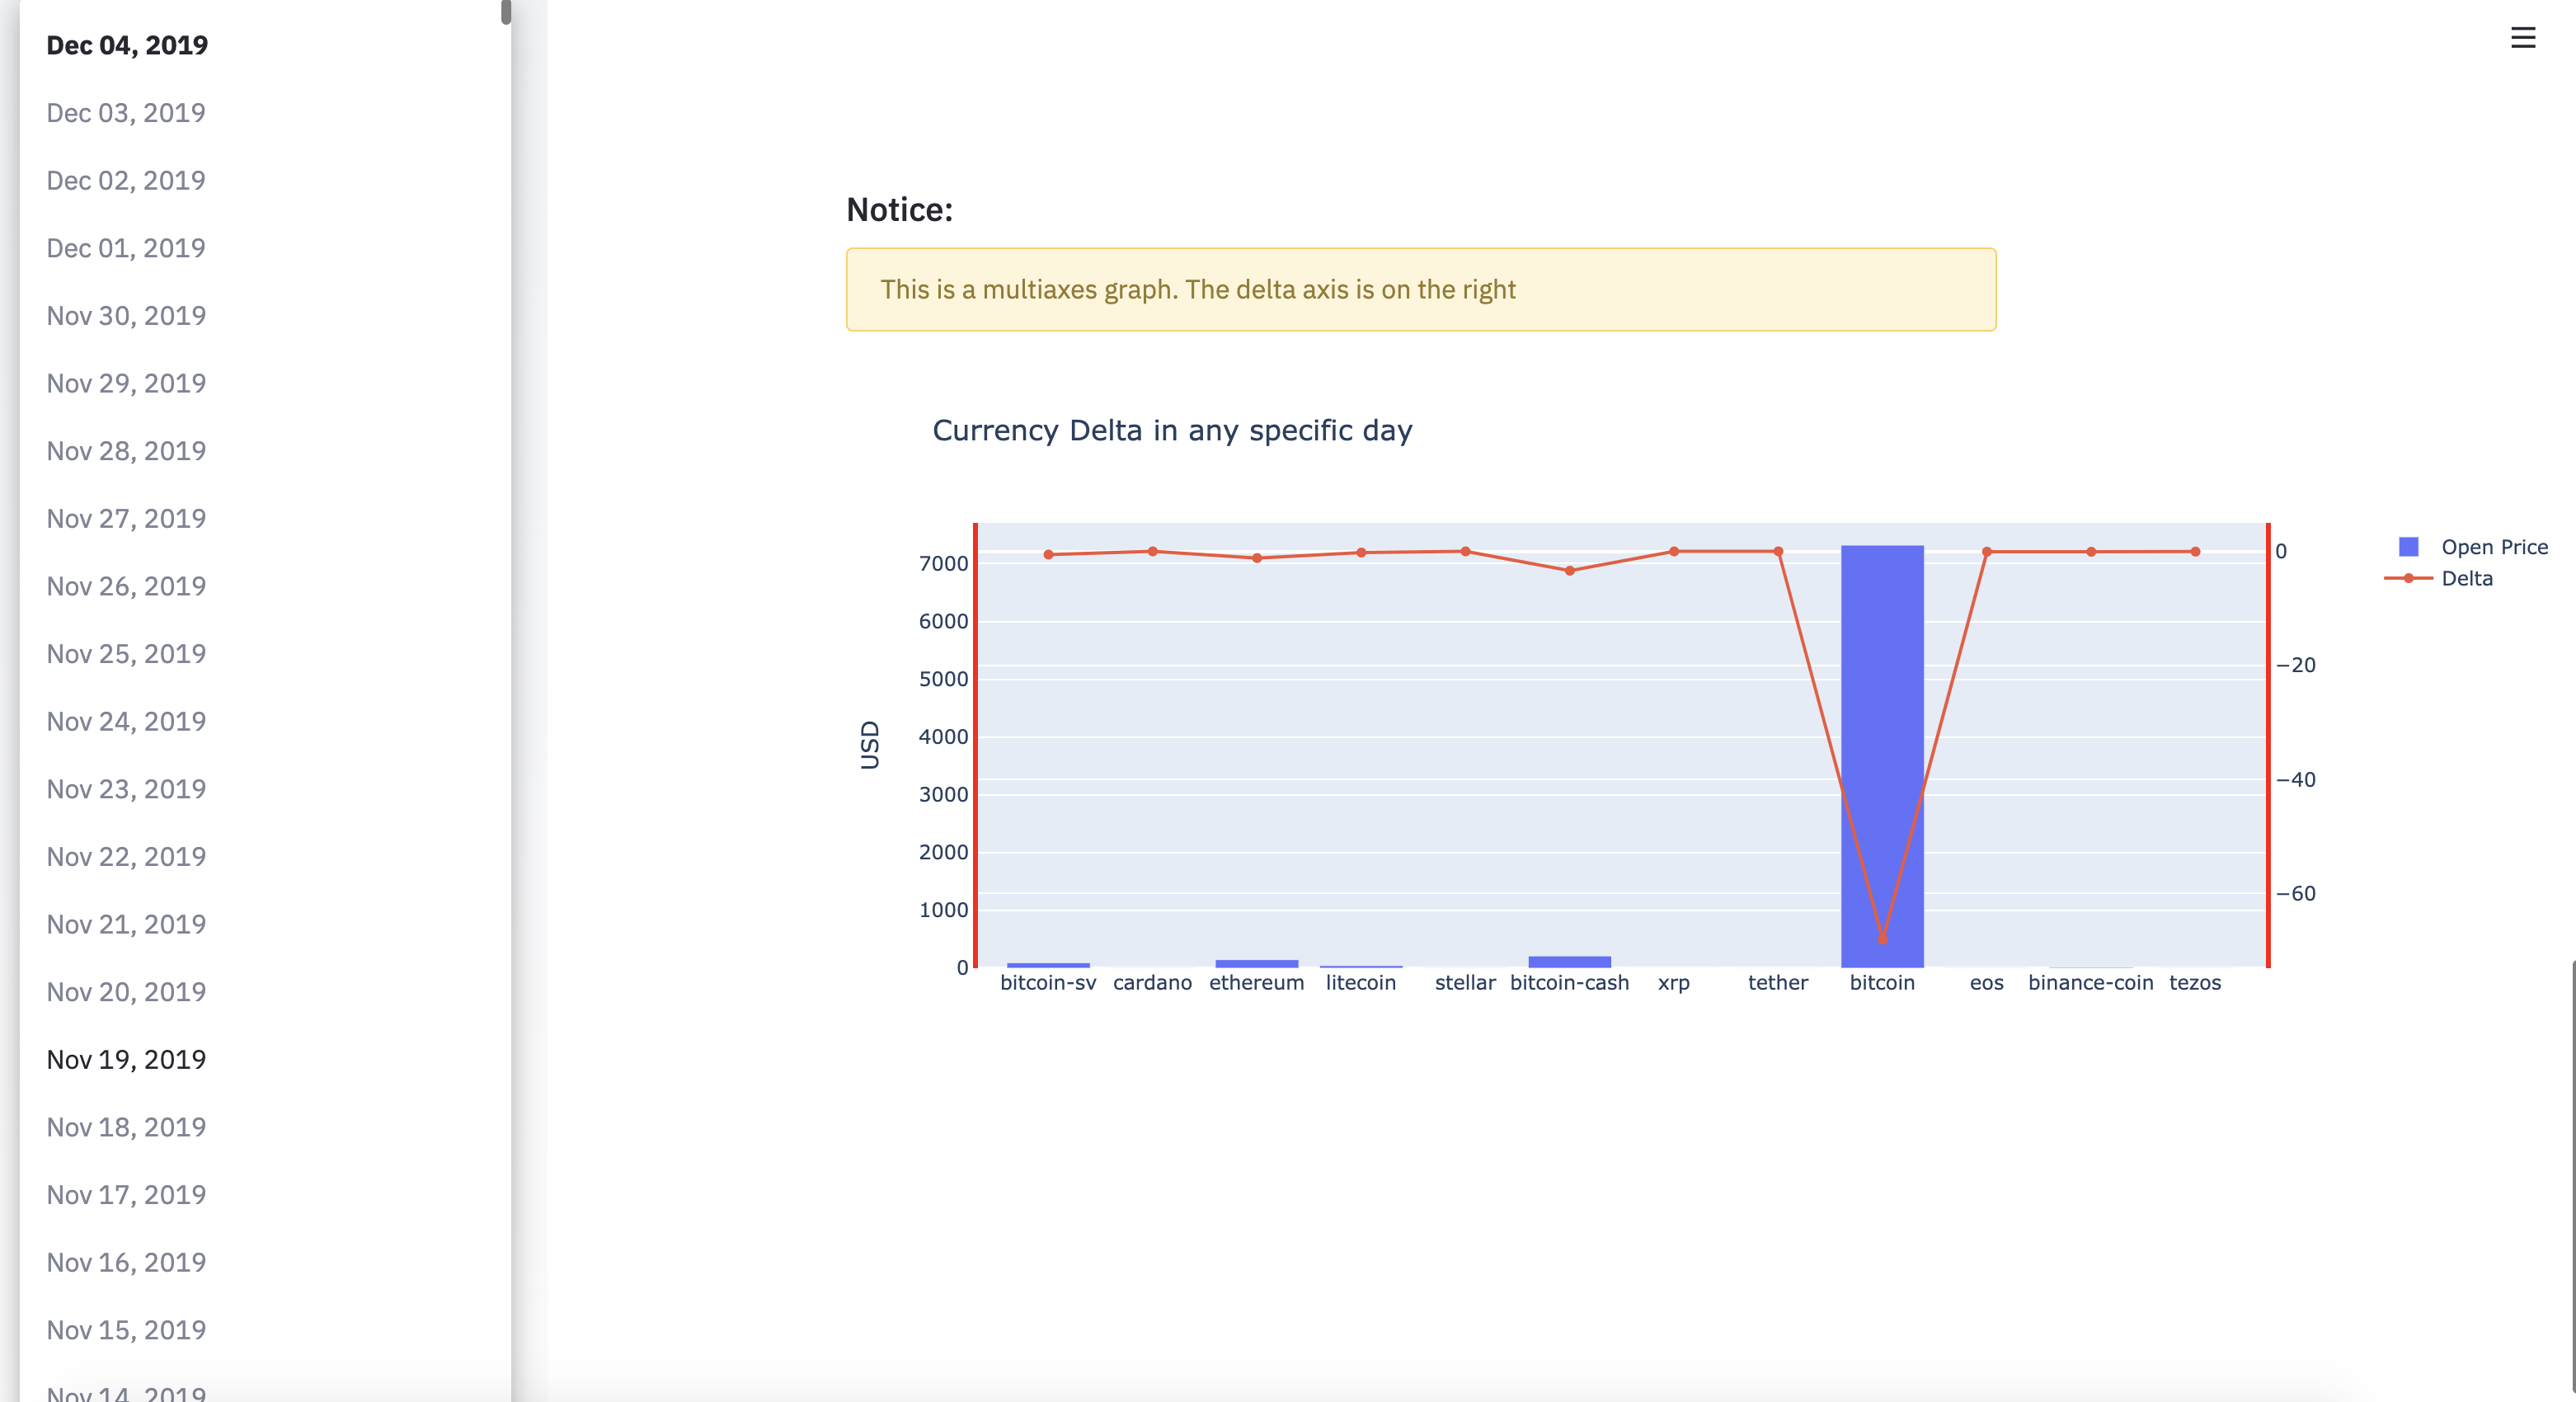 Dec 04, 2019
Dec 03, 2019
Dec 02, 2019
Dec 01, 2019
Nov 30, 2019
Nov 29, 2019
Nov 28, 2019
Nov 27, 2019
Nov 26, 2019
Nov 25, 2019
Nov 24, 2019
Nov 23, 2019
Nov 22, 2019
Nov 21, 2019
Nov 20, 2019
Nov 19, 2019
Nov 18, 2019
Nov 17, 2019
Nov 16, 2019
Nov 15, 2019
Nov 14, 2019
Notice:
This is a multiaxes graph. The delta axis is on the right
Currency Delta in any specific day
USD
7000
6000
5000
4000
3000
2000
1000
0
bitcoin-sv cardano ethereum litecoin stellar bitcoin-cash xrp tether bitcoin eos binance-coin tezos
0
−20
−40
−60
Open Price
Delta